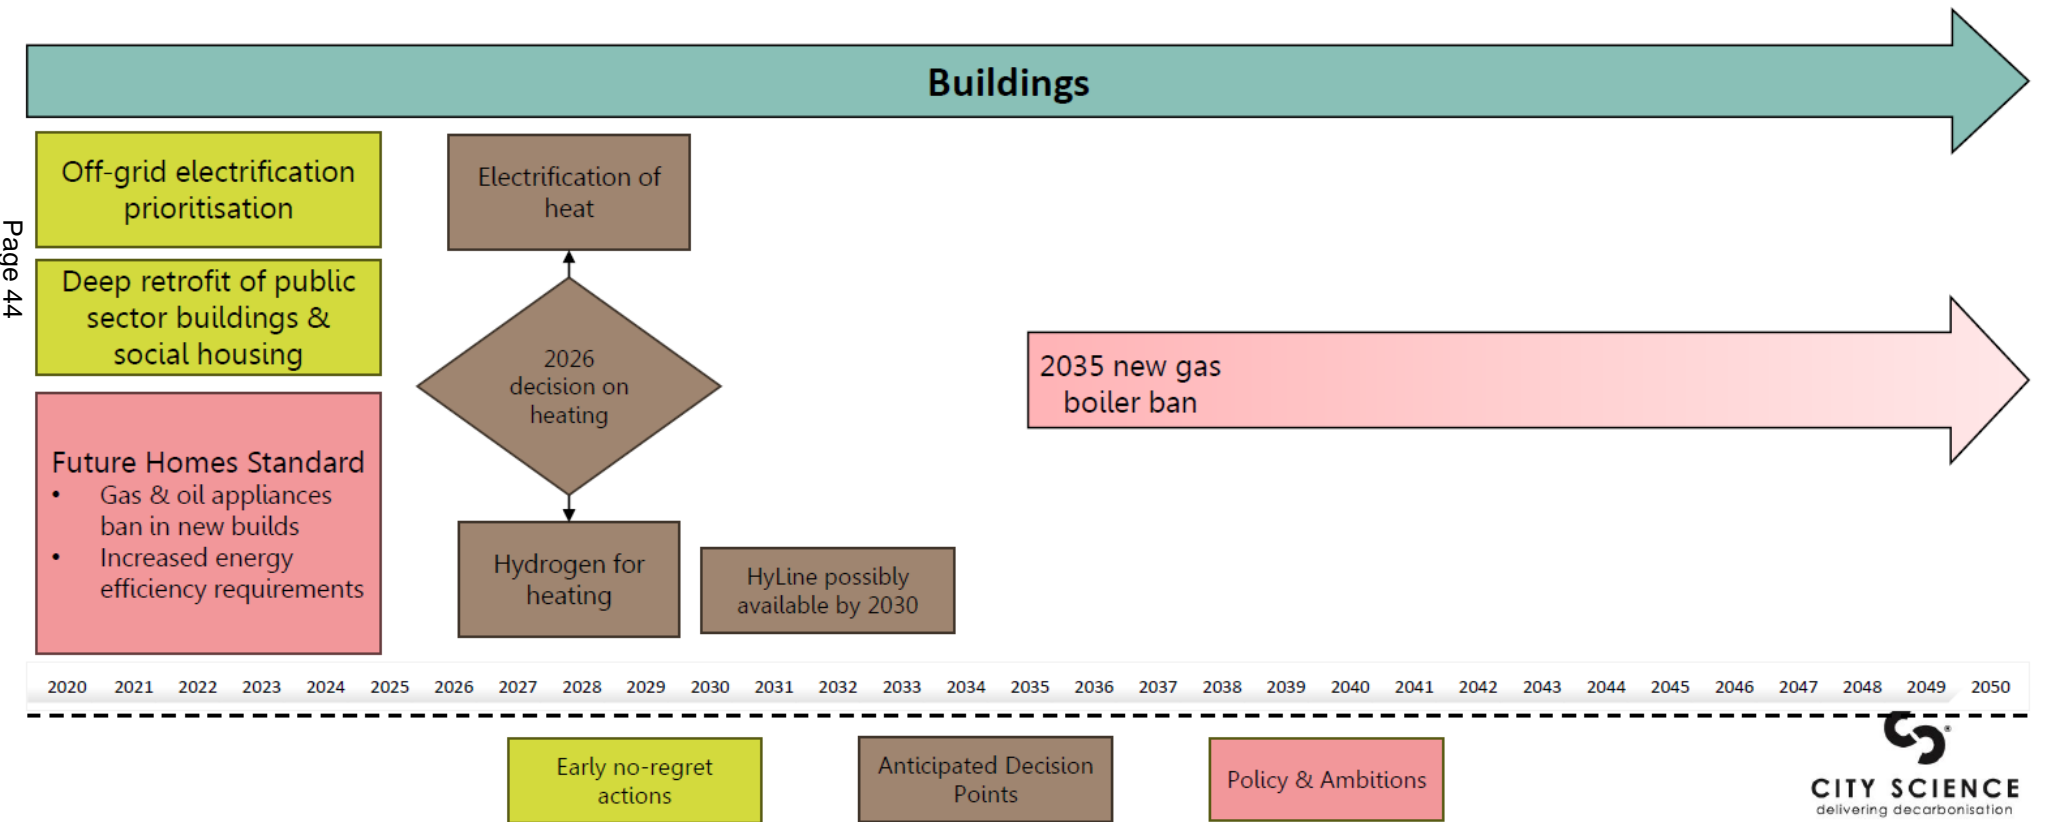 Buildings
Off-grid electrification
prioritisation
Deep retrofit of public
sector buildings &
social housing
Future Homes Standard
• Gas & oil appliances
ban in new builds
• Increased energy
efficiency requirements
Electrification of
heat
2026
decision on
heating
Hydrogen for
heating
HyLine possibly
available by 2030
2035 new gas
boiler ban
Page 44
2020 2021 2022 2023 2024 2025 2026 2027 2028 2029 2030 2031 2032 2033 2034 2035 2036 2037 2038 2039 2040 2041 2042 2043 2044 2045 2046 2047 2048 2049 2050
Early no-regret
actions
Anticipated Decision
Points
Policy & Ambitions
®
CITY SCIENCE
delivering decarbonisation